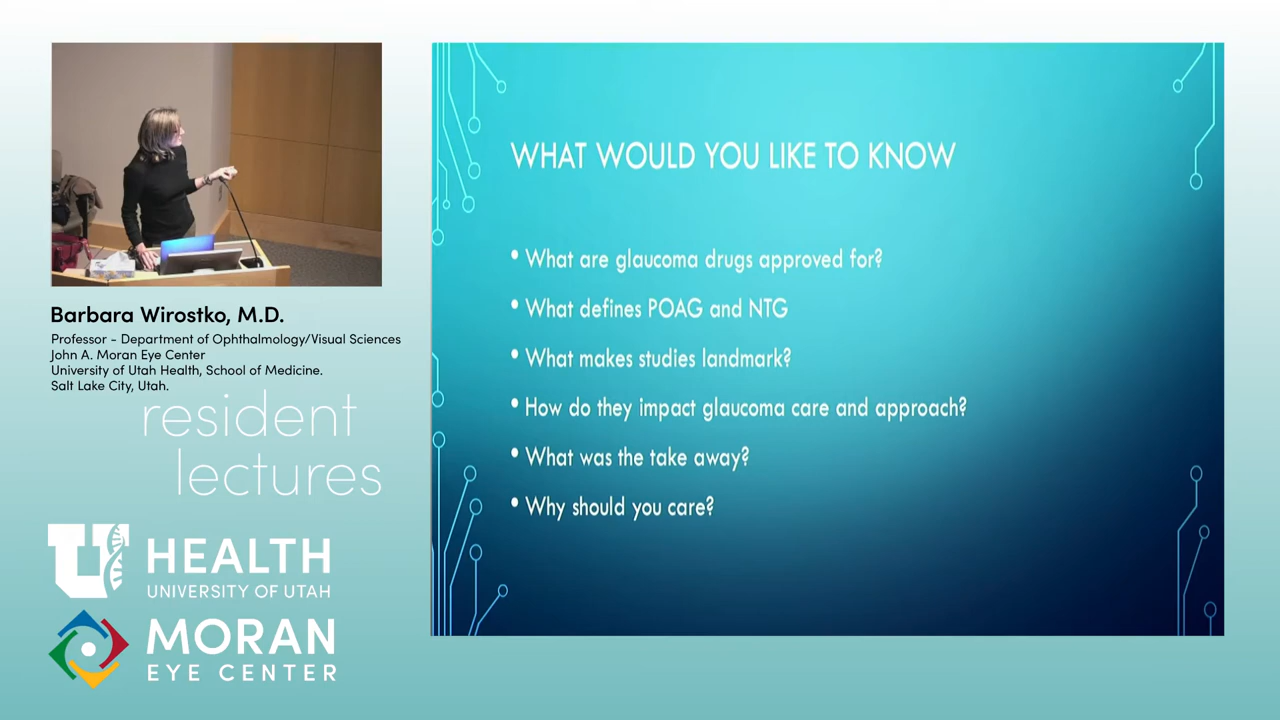 Barbara Wirostko, M.D.
Professor - Department of Ophthalmology/Visual Sciences
John A. Moran Eye Center
University of Utah Health, School of Medicine.
Salt Lake City, Utah.
resident
lectures
U HEALTH
UNIVERSITY OF UTAH
MORAN
EYE CENTER
WHAT WOULD YOU LIKE TO KNOW
• What are glaucoma drugs approved for?
• What defines POAG and NTG
• What makes studies landmark?
• How do they impact glaucoma care and approach?
• What was the take away?
• Why should you care?